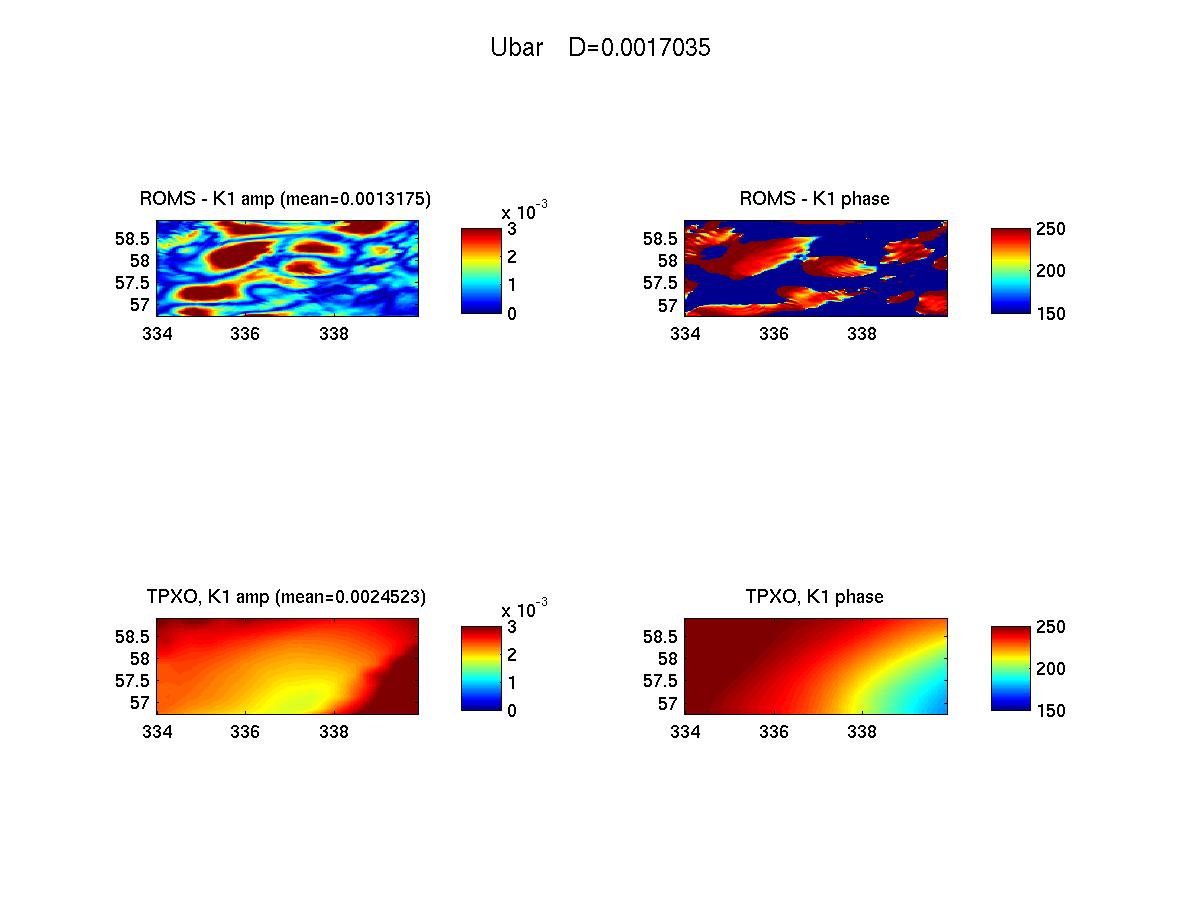 Ubar D=0.0017035
ROMS - K1 amp (mean=0.0013175)
x 10^-3
58.5
58
57.5
57
334 336 338
3
2
1
0
ROMS - K1 phase
58.5
58
57.5
57
334 336 338
250
200
150
TPXO, K1 amp (mean=0.0024523)
x 10^-3
58.5
58
57.5
57
334 336 338
3
2
1
0
TPXO, K1 phase
58.5
58
57.5
57
334 336 338
250
200
150